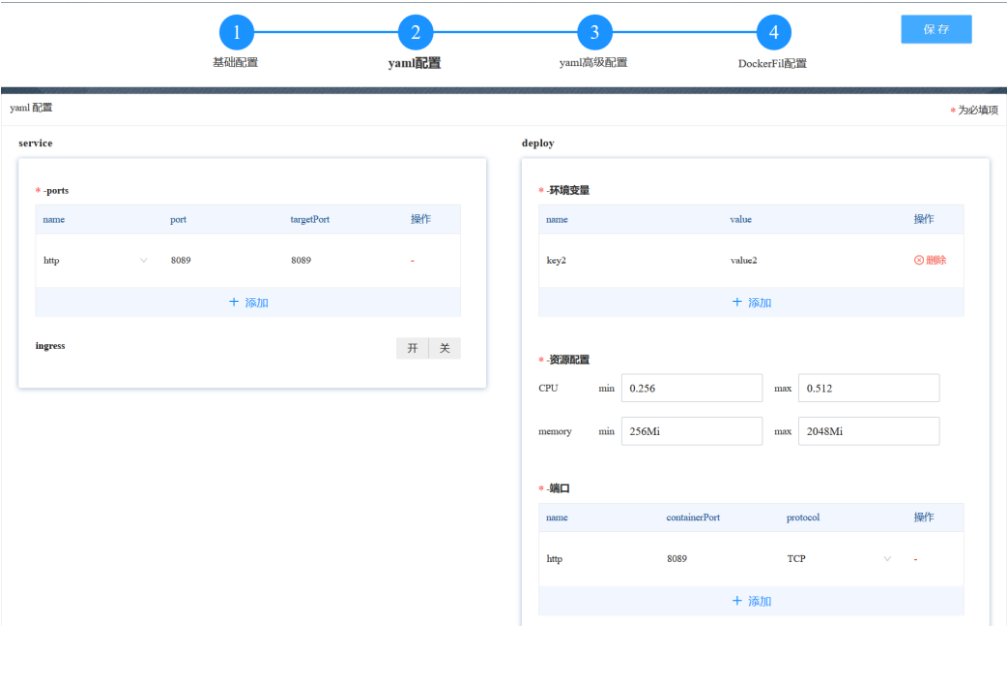 1 2 3 4 保存
基础配置 yaml配置 yaml高级配置 DockerFil配置
yaml 配置 * 为必填项
service
* -ports
name port targetPort 操作
http 8089 8089 -
+ 添加
ingress 开 关
deploy
* -环境变量
name value 操作
key2 value2 删除
+ 添加
* -资源配置
CPU min 0.256 max 0.512
memory min 256Mi max 2048Mi
* -端口
name containerPort protocol 操作
http 8089 TCP -
+ 添加